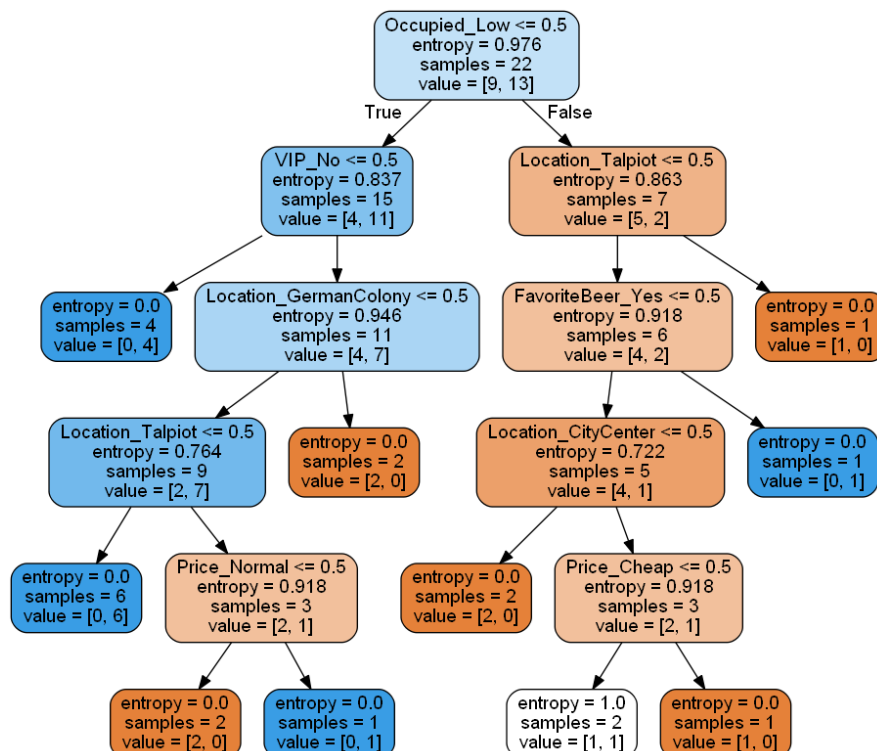 Occupied_Low <= 0.5
entropy = 0.976
samples = 22
value = [9, 13]
True
False
VIP_No <= 0.5
entropy = 0.837
samples = 15
value = [4, 11]
Location_Talpiot <= 0.5
entropy = 0.863
samples = 7
value = [5, 2]
entropy = 0.0
samples = 4
value = [0, 4]
Location_GermanColony <= 0.5
entropy = 0.946
samples = 11
value = [4, 7]
FavoriteBeer_Yes <= 0.5
entropy = 0.918
samples = 6
value = [4, 2]
entropy = 0.0
samples = 1
value = [1, 0]
Location_Talpiot <= 0.5
entropy = 0.764
samples = 9
value = [2, 7]
entropy = 0.0
samples = 2
value = [2, 0]
Location_CityCenter <= 0.5
entropy = 0.722
samples = 5
value = [4, 1]
entropy = 0.0
samples = 1
value = [0, 1]
entropy = 0.0
samples = 6
value = [0, 6]
Price_Normal <= 0.5
entropy = 0.918
samples = 3
value = [2, 1]
entropy = 0.0
samples = 2
value = [2, 0]
Price_Cheap <= 0.5
entropy = 0.918
samples = 3
value = [2, 1]
entropy = 0.0
samples = 2
value = [2, 0]
entropy = 0.0
samples = 1
value = [0, 1]
entropy = 1.0
samples = 2
value = [1, 1]
entropy = 0.0
samples = 1
value = [1, 0]